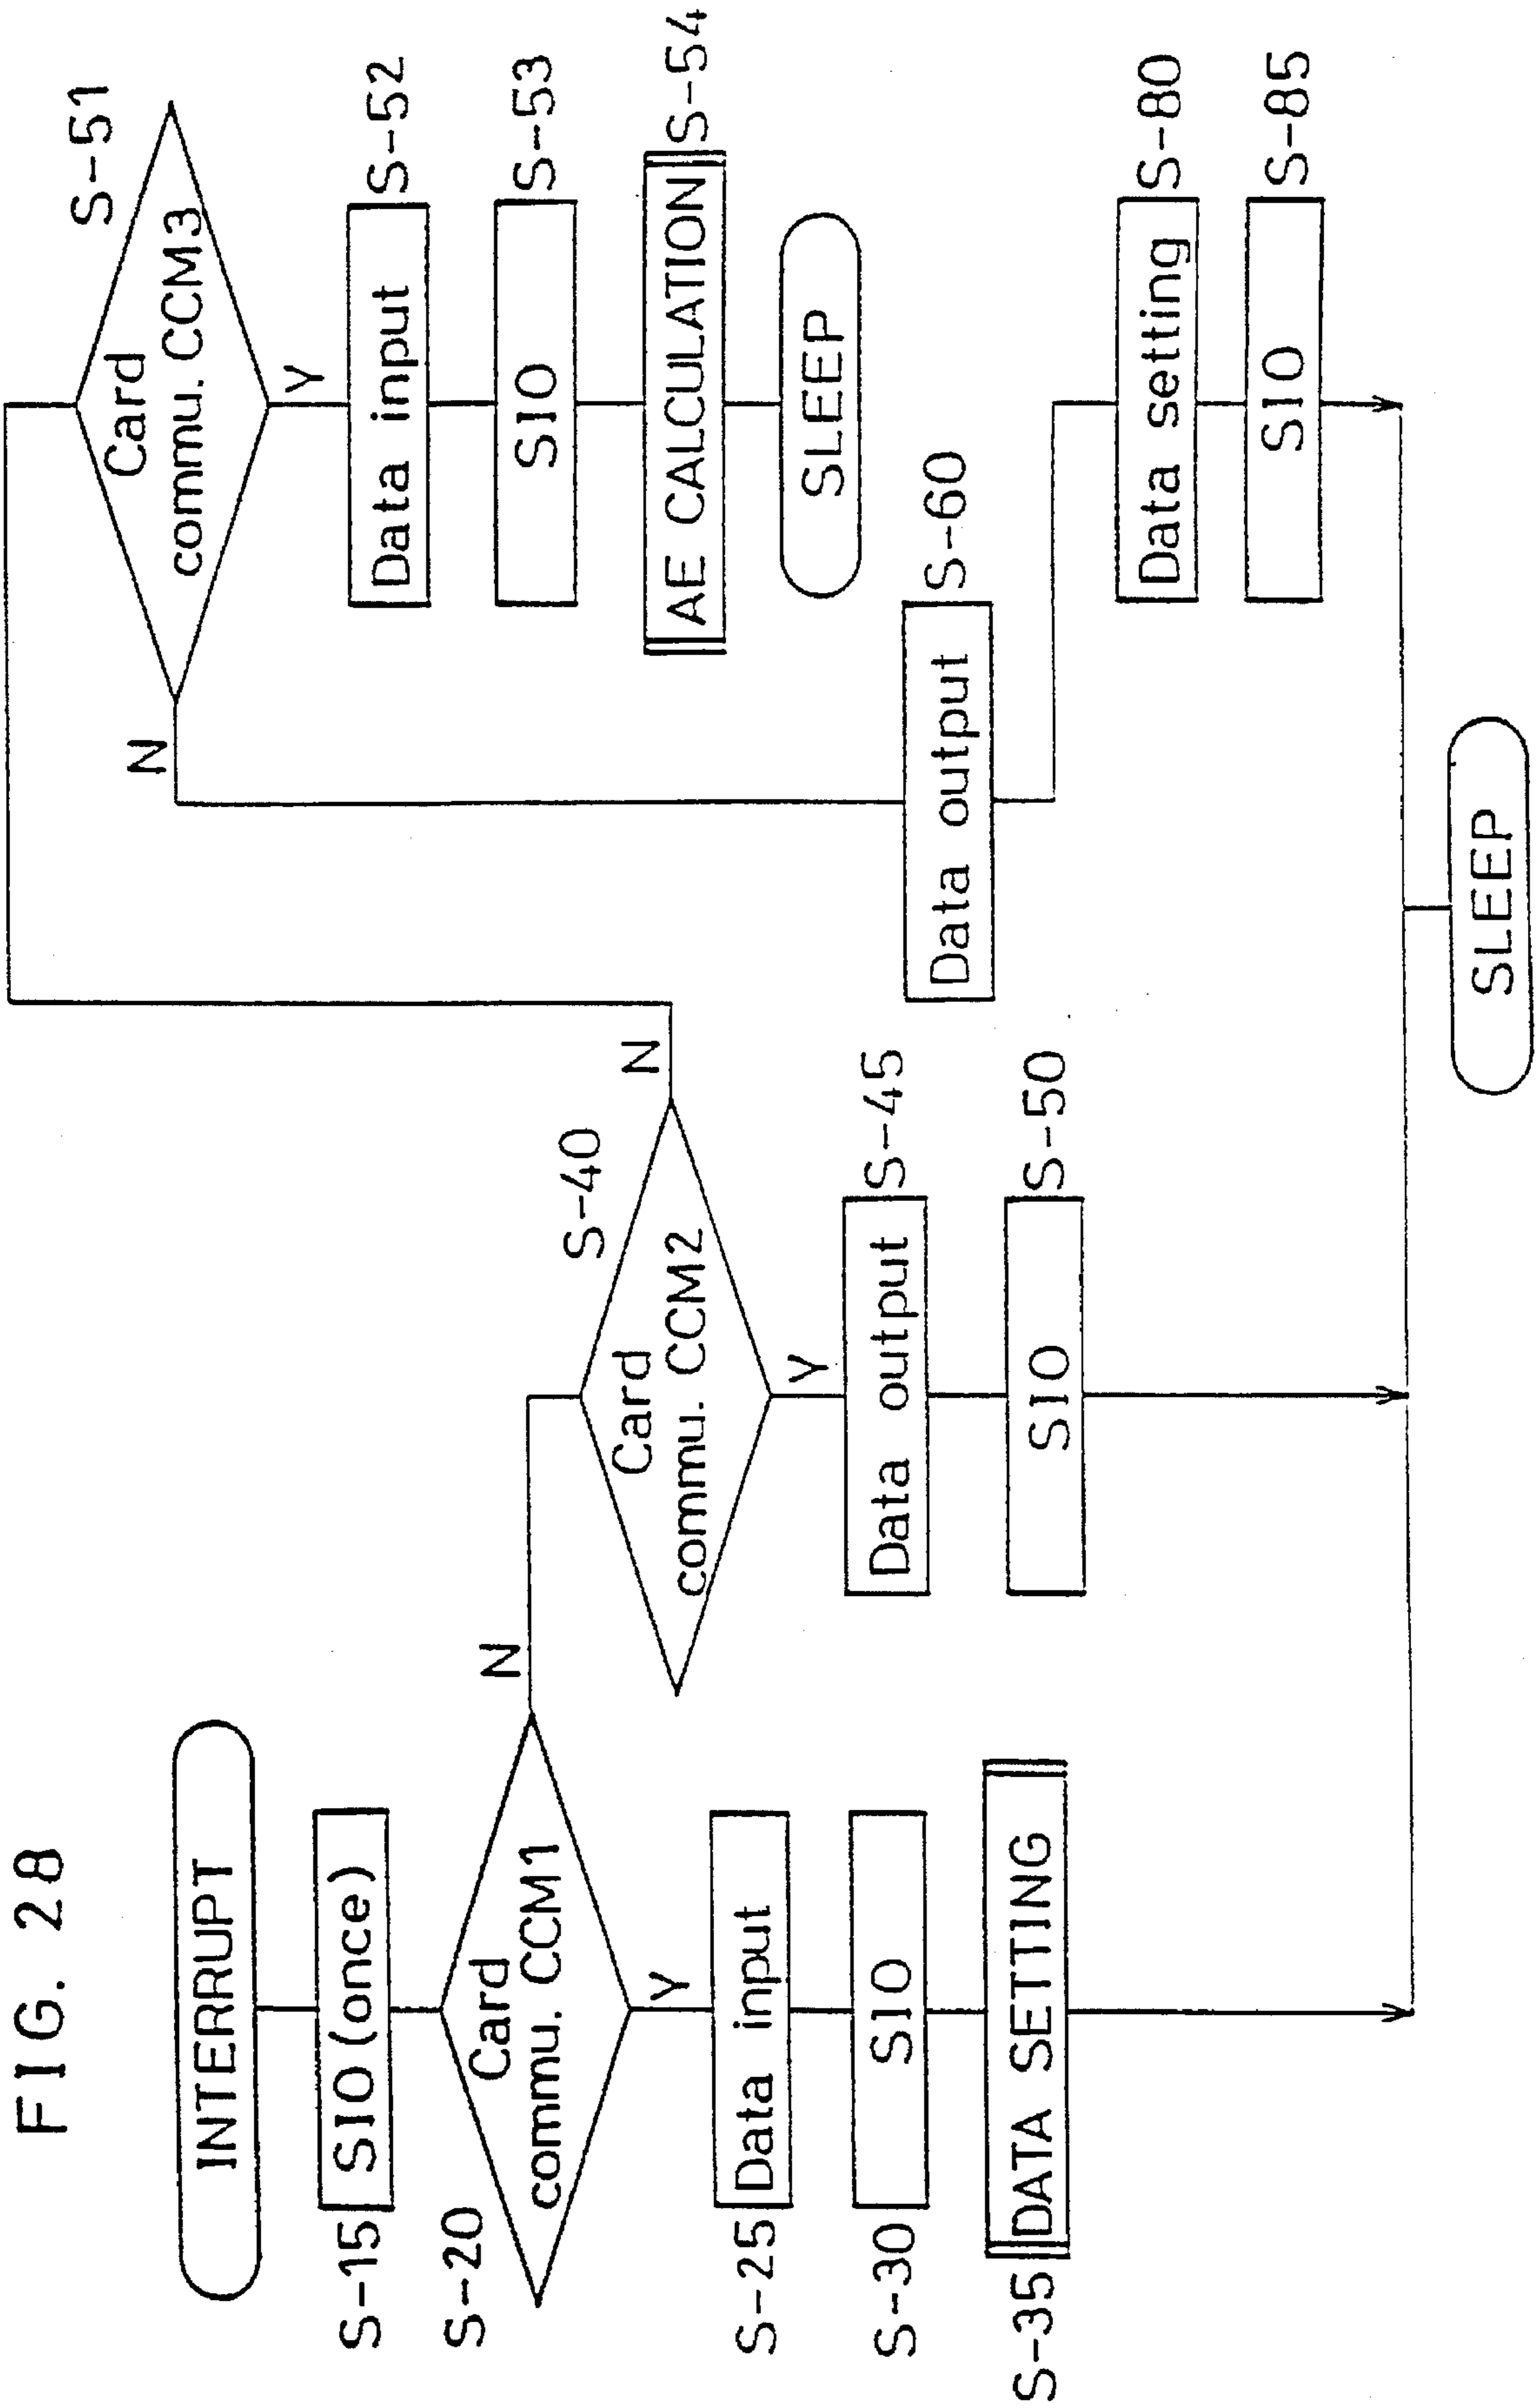 FIG. 28
INTERRUPT
S-15
SIO (once)
S-20
Card
commu. CCM1
N
Y
S-25
Data input
S-30
SIO
S-35
DATA SETTING
S-40
Card
commu. CCM2
N
Y
Data output
S-45
SIO
S-50
S-51
Card
commu. CCM3
N
Y
Data input
S-52
SIO
S-53
AE CALCULATION
S-54
SLEEP
Data output
S-60
Data setting
S-80
SIO
S-85
SLEEP